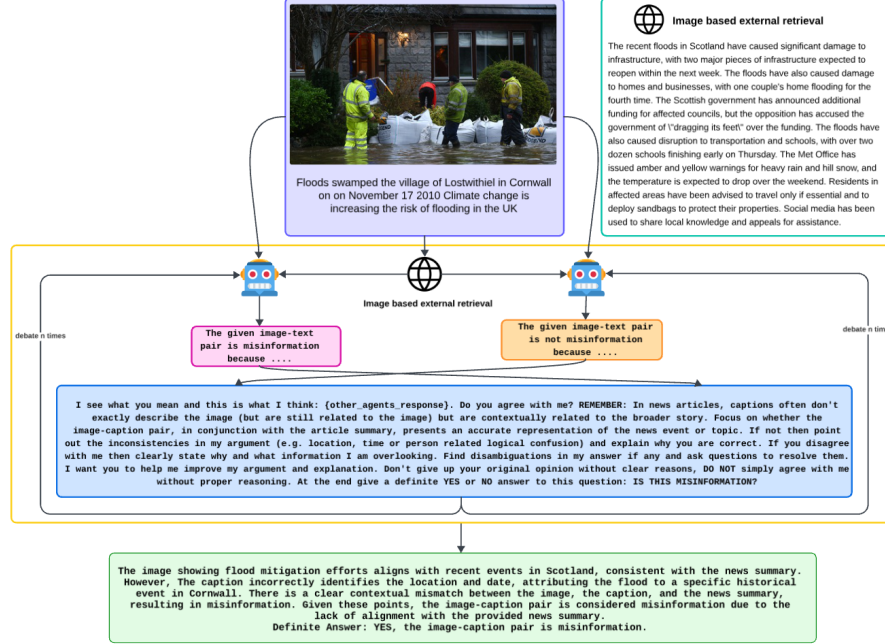 Image based external retrieval
The recent floods in Scotland have caused significant damage to
infrastructure, with two major pieces of infrastructure expected to
reopen within the next week. The floods have also caused damage
to homes and businesses, with one couple's home flooding for the
fourth time. The Scottish government has announced additional
funding for affected councils, but the opposition has accused the
government of \"dragging its feet\" over the funding. The floods have
also caused disruption to transportation and schools, with over two
dozen schools finishing early on Thursday. The Met Office has
issued amber and yellow warnings for heavy rain and hill snow, and
the temperature is expected to drop over the weekend. Residents in
affected areas have been advised to travel only if essential and to
deploy sandbags to protect their properties. Social media has been
used to share local knowledge and appeals for assistance.
Floods swamped the village of Lostwithiel in Cornwall
on on November 17 2010 Climate change is
increasing the risk of flooding in the UK
Image based external retrieval
debate n times
debate n tim
The given image-text
pair is misinformation
because ....
The given image-text pair
is not misinformation
because ....
I see what you mean and this is what I think: {other_agents_response}. Do you agree with me? REMEMBER: In news articles, captions often don't
exactly describe the image (but are still related to the image) but are contextually related to the broader story. Focus on whether the
image-caption pair, in conjunction with the article summary, presents an accurate representation of the news event or topic. If not then point
out the inconsistencies in my argument (e.g. location, time or person related logical confusion) and explain why you are correct. If you disagree
with me then clearly state why and what information I am overlooking. Find disambiguations in my answer if any and ask questions to resolve them.
I want you to help me improve my argument and explanation. Don't give up your original opinion without clear reasons, DO NOT simply agree with me
without proper reasoning. At the end give a definite YES or NO answer to this question: IS THIS MISINFORMATION?
The image showing flood mitigation efforts aligns with recent events in Scotland, consistent with the news summary.
However, The caption incorrectly identifies the location and date, attributing the flood to a specific historical
event in Cornwall. There is a clear contextual mismatch between the image, the caption, and the news summary,
resulting in misinformation. Given these points, the image-caption pair is considered misinformation due to the
lack of alignment with the provided news summary.
Definite Answer: YES, the image-caption pair is misinformation.